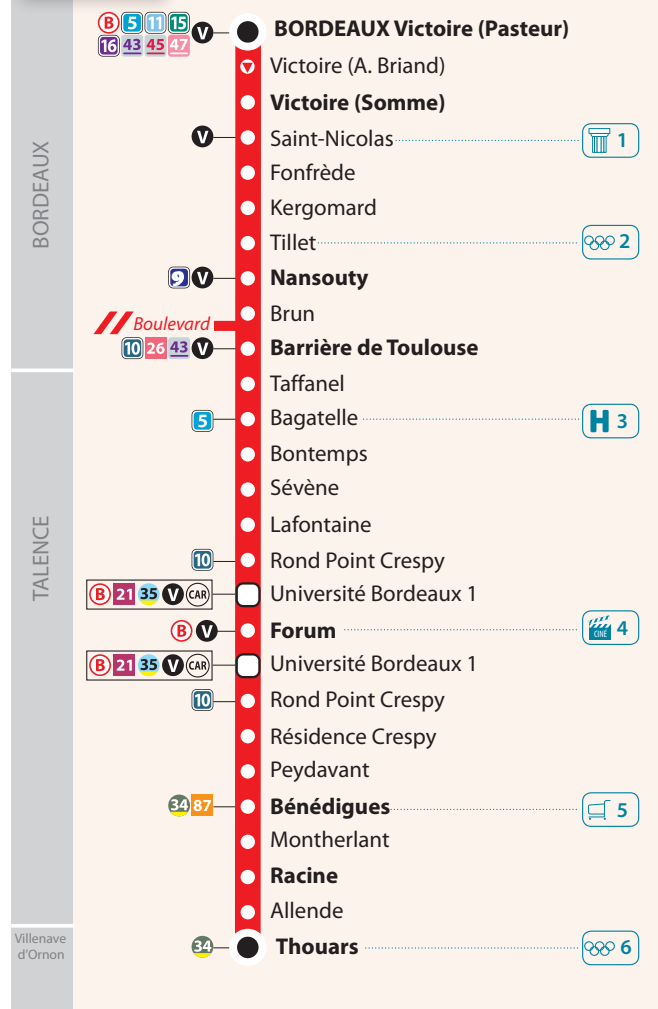 B 5 11 15 V BORDEAUX Victoire (Pasteur)
16 43 45 47
Victoire (A. Briand)
Victoire (Somme)
V Saint-Nicolas 1
BORDEAUX
Fonfrède
Kergomard
Tillet 2
9 V Nansouty
Brun
Boulevard
10 26 43 V Barrière de Toulouse
Taffanel
5 Bagatelle H 3
Bontemps
Sévène
TALENCE
Lafontaine
10 Rond Point Crespy
B 21 35 V CAR Université Bordeaux 1
B V Forum CINÉ 4
B 21 35 V CAR Université Bordeaux 1
10 Rond Point Crespy
Résidence Crespy
Peydavant
34 87 Bénédigues 5
Montherlant
Racine
Allende
Villenave
d'Ornon
34 Thouars 6